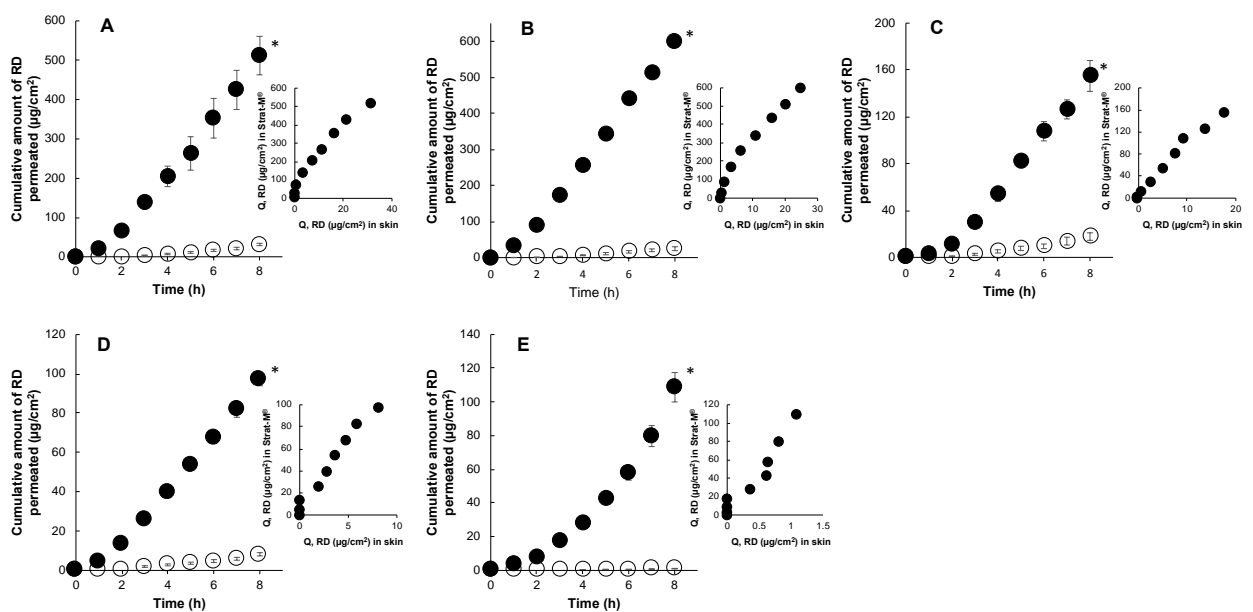 A
Cumulative amount of RD
permeated (µg/cm²)
600
500
400
300
200
100
0
0 2 4 6 8
Time (h)
*
Q, RD (µg/cm²) in Strat-M®
600
500
400
300
200
100
0
0 20 40
Q, RD (µg/cm²) in skin
B
Cumulative amount of RD
permeated (µg/cm²)
600
500
400
300
200
100
0
0 2 4 6 8
Time (h)
*
Q, RD (µg/cm²) in Strat-M®
600
500
400
300
200
100
0
0 10 20 30
Q, RD (µg/cm²) in skin
C
Cumulative amount of RD
permeated (µg/cm²)
200
160
120
80
40
0
0 2 4 6 8
Time (h)
*
Q, RD (µg/cm²) in Strat-M®
200
160
120
80
40
0
0 10 20
Q, RD (µg/cm²) in skin
D
Cumulative amount of RD
permeated (µg/cm²)
120
100
80
60
40
20
0
0 2 4 6 8
Time (h)
*
Q, RD (µg/cm²) in Strat-M®
100
80
60
40
20
0
0 5 10
Q, RD (µg/cm²) in skin
E
Cumulative amount of RD
permeated (µg/cm²)
140
120
100
80
60
40
20
0
0 2 4 6 8
Time (h)
*
Q, RD (µg/cm²) in Strat-M®
120
100
80
60
40
20
0
0 0.5 1 1.5
Q, RD (µg/cm²) in skin